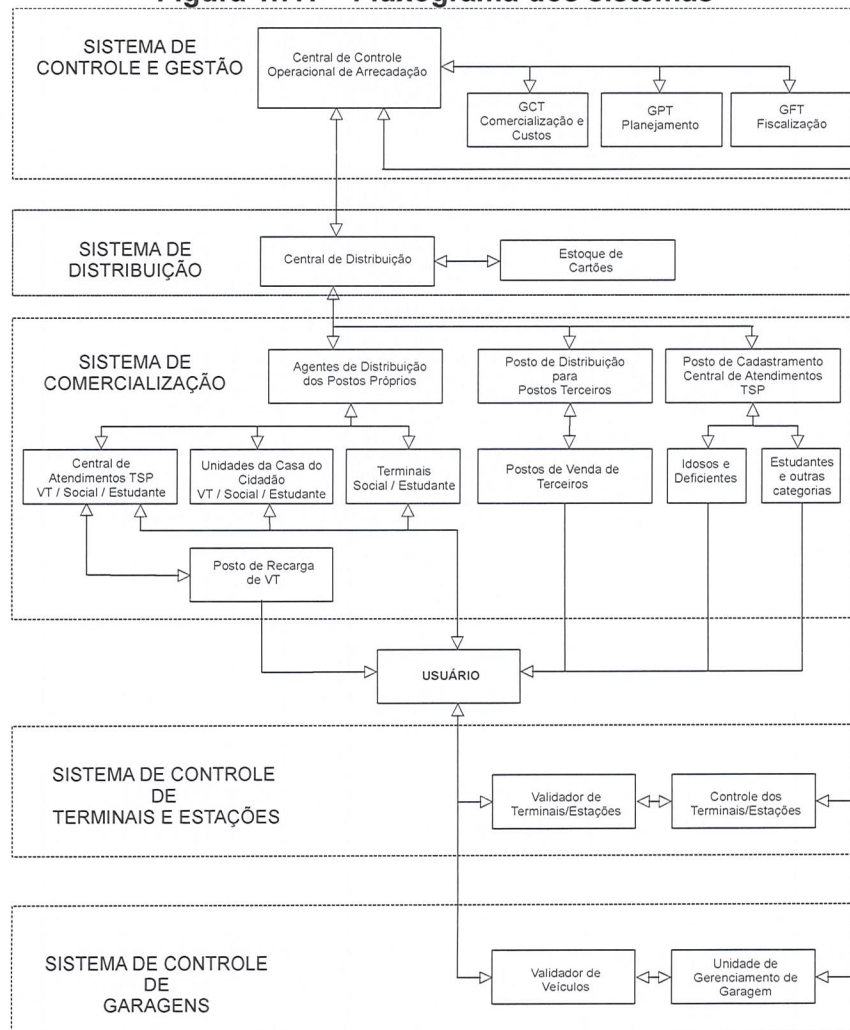 SISTEMA DE
CONTROLE E GESTÃO
Central de Controle
Operacional de Arrecadação
GCT
Comercialização e
Custos
GPT
Planejamento
GFT
Fiscalização
SISTEMA DE
DISTRIBUIÇÃO
Central de Distribuição
Estoque de
Cartões
SISTEMA DE
COMERCIALIZAÇÃO
Agentes de Distribuição
dos Postos Próprios
Posto de Distribuição
para
Postos Terceiros
Posto de Cadastramento
Central de Atendimentos
TSP
Central de
Atendimentos TSP
VT / Social / Estudante
Unidades da Casa do
Cidadão
VT / Social / Estudante
Terminais
Social / Estudante
Postos de Venda de
Terceiros
Idosos e
Deficientes
Estudantes
e outras
categorias
Posto de Recarga
de VT
USUÁRIO
SISTEMA DE CONTROLE
DE
TERMINAIS E ESTAÇÕES
Validador de
Terminais/Estações
Controle dos
Terminais/Estações
SISTEMA DE CONTROLE
DE
GARAGENS
Validador de
Veículos
Unidade de
Gerenciamento de
Garagem